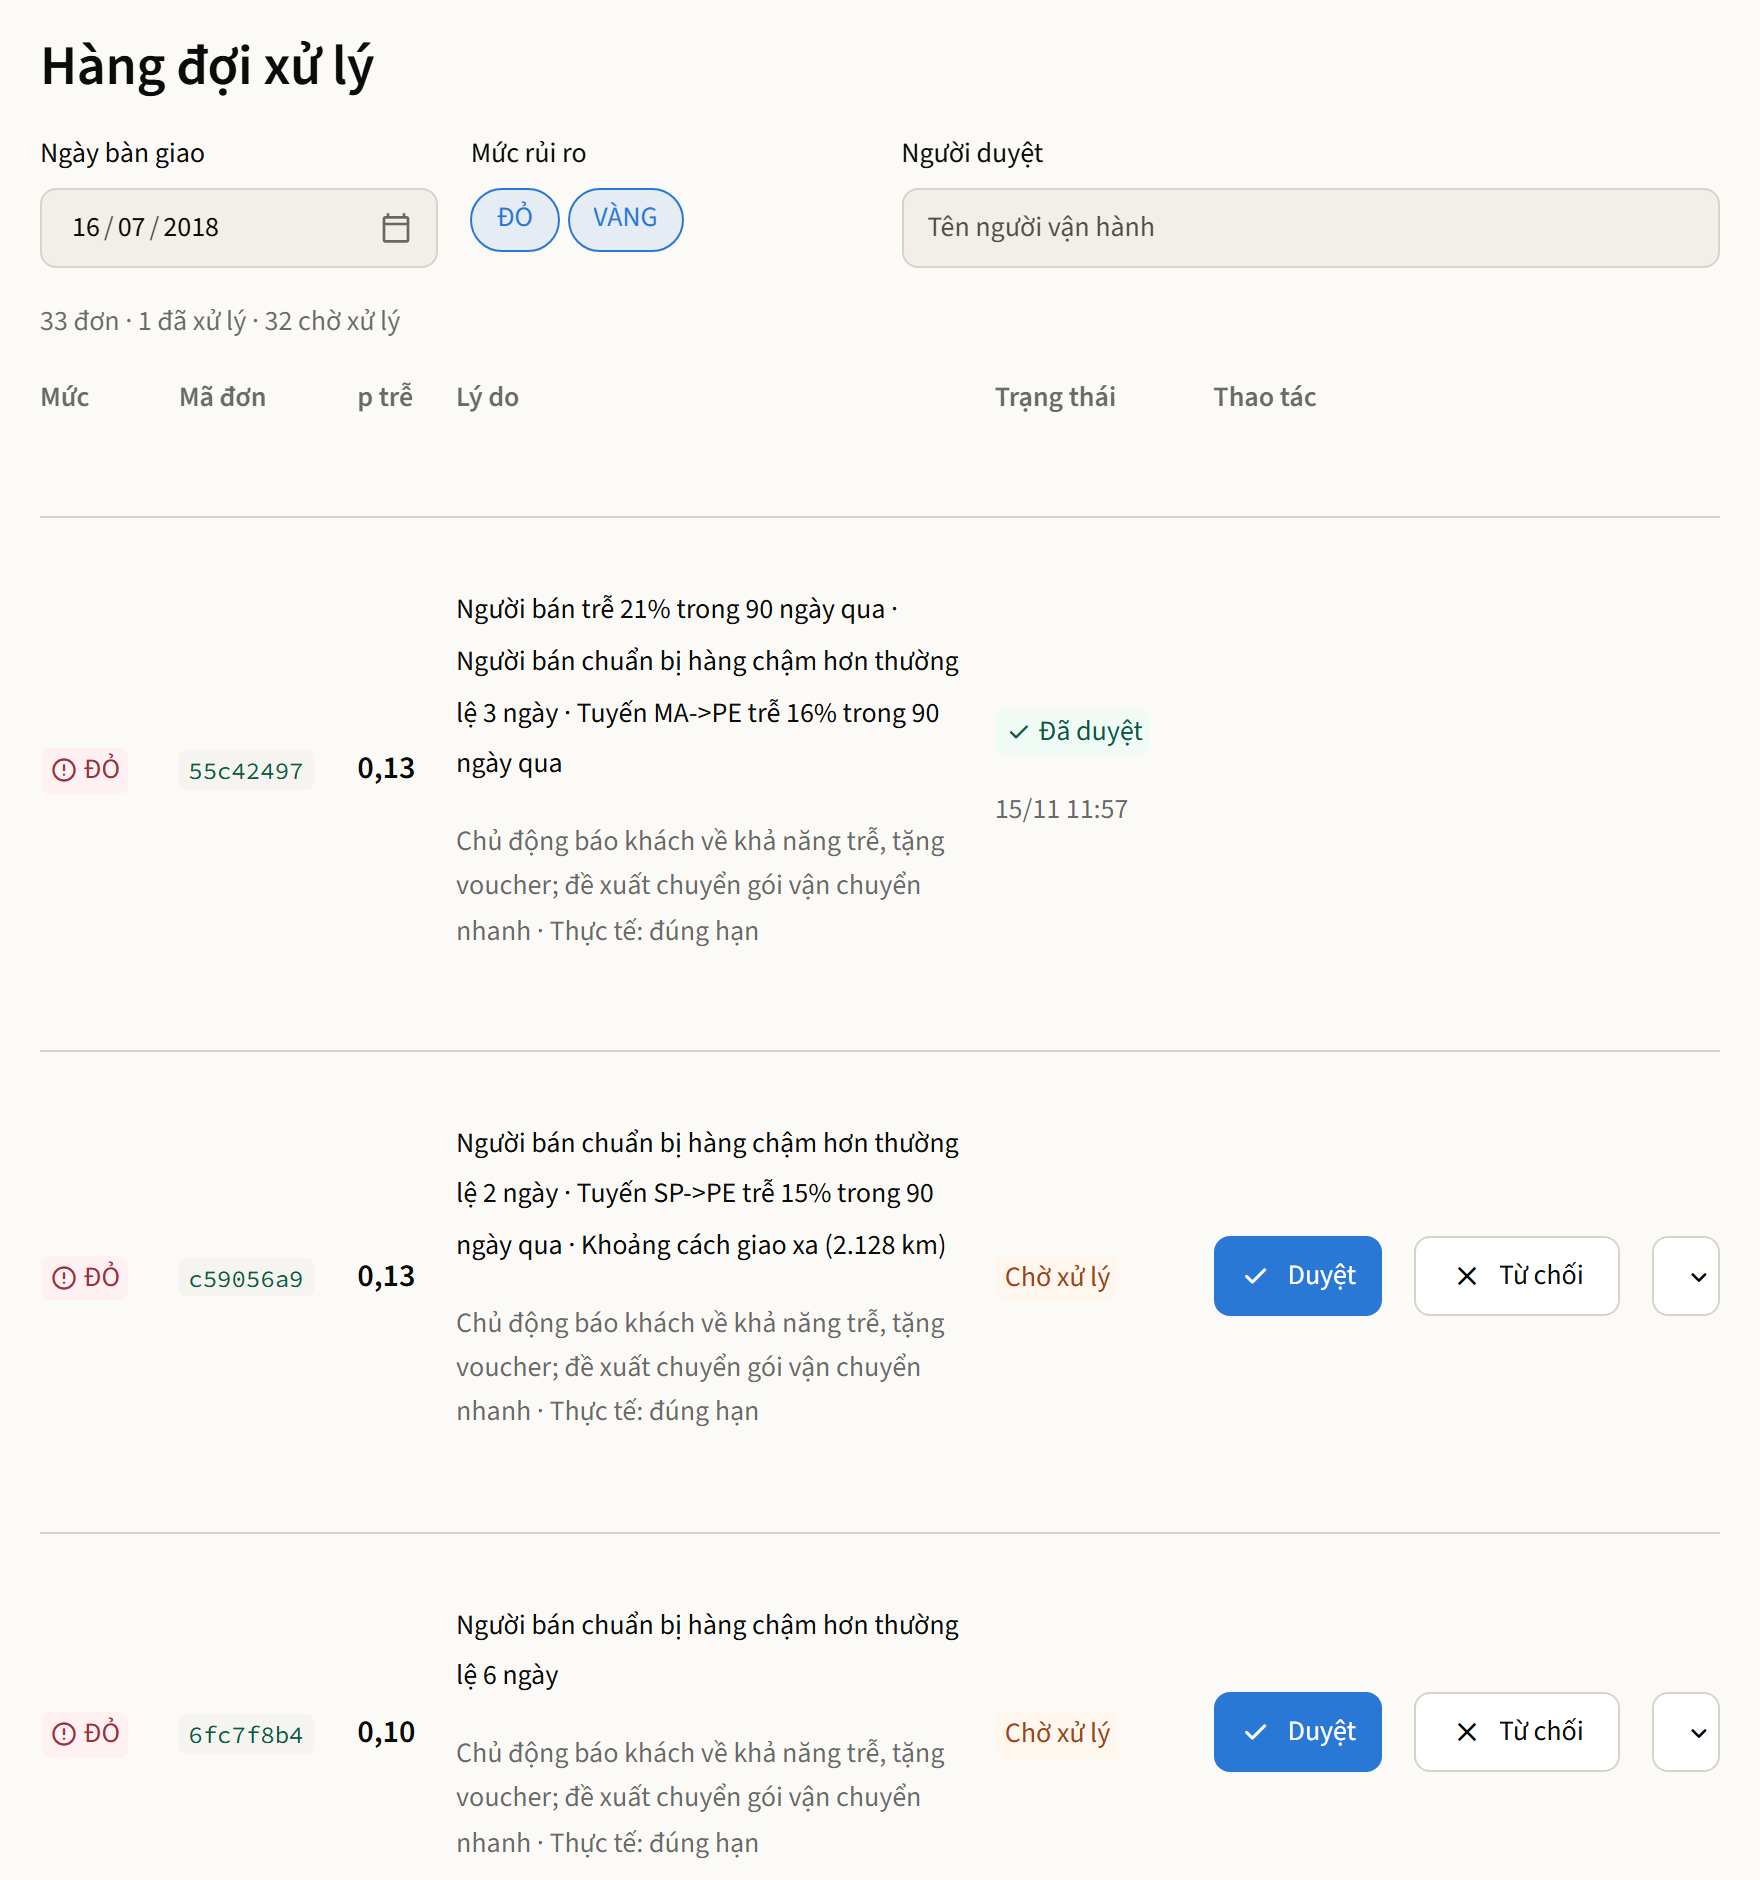 Hàng đợi xử lý
Ngày bàn giao
Mức rủi ro
Người duyệt
16/07/2018
ĐỎ
VÀNG
Tên người vận hành
33 đơn · 1 đã xử lý · 32 chờ xử lý
Mức
Mã đơn
p trễ
Lý do
Trạng thái
Thao tác
ĐỎ
55c42497
0,13
Người bán trễ 21% trong 90 ngày qua ·
Người bán chuẩn bị hàng chậm hơn thường
lệ 3 ngày · Tuyến MA->PE trễ 16% trong 90
ngày qua
Chủ động báo khách về khả năng trễ, tặng
voucher; đề xuất chuyển gói vận chuyển
nhanh · Thực tế: đúng hạn
Đã duyệt
15/11 11:57
ĐỎ
c59056a9
0,13
Người bán chuẩn bị hàng chậm hơn thường
lệ 2 ngày · Tuyến SP->PE trễ 15% trong 90
ngày qua · Khoảng cách giao xa (2.128 km)
Chủ động báo khách về khả năng trễ, tặng
voucher; đề xuất chuyển gói vận chuyển
nhanh · Thực tế: đúng hạn
Chờ xử lý
Duyệt
Từ chối
ĐỎ
6fc7f8b4
0,10
Người bán chuẩn bị hàng chậm hơn thường
lệ 6 ngày
Chủ động báo khách về khả năng trễ, tặng
voucher; đề xuất chuyển gói vận chuyển
nhanh · Thực tế: đúng hạn
Chờ xử lý
Duyệt
Từ chối